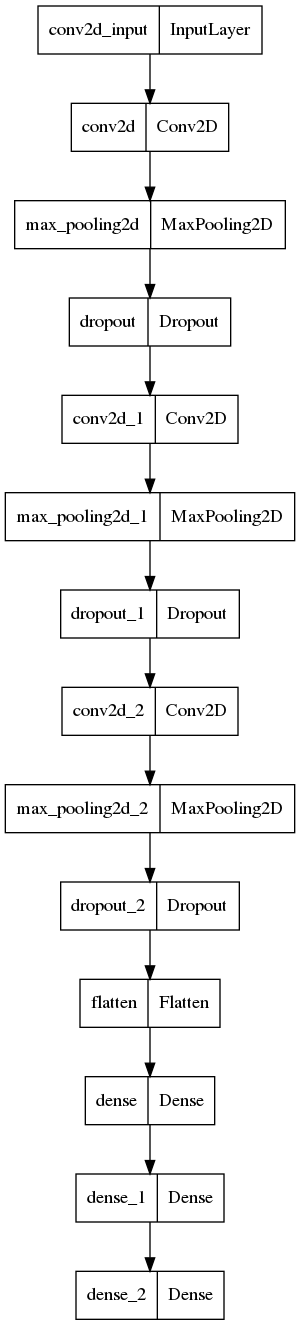 conv2d_input InputLayer
conv2d Conv2D
max_pooling2d MaxPooling2D
dropout Dropout
conv2d_1 Conv2D
max_pooling2d_1 MaxPooling2D
dropout_1 Dropout
conv2d_2 Conv2D
max_pooling2d_2 MaxPooling2D
dropout_2 Dropout
flatten Flatten
dense Dense
dense_1 Dense
dense_2 Dense